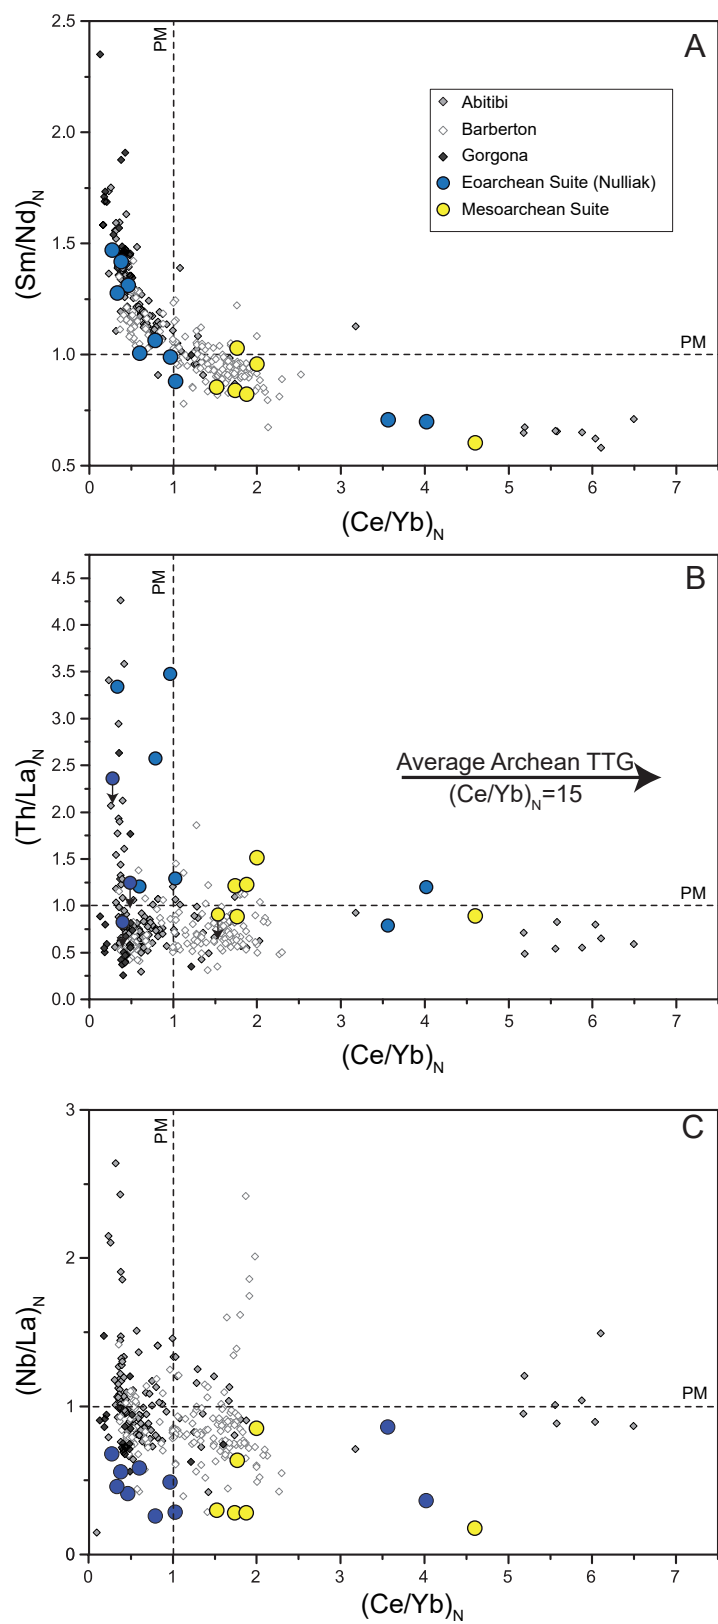 A
PM
2.5
2.0
1.5
1.0
0.5
(Sm/Nd)N
Abitibi
Barberton
Gorgona
Eoarchean Suite (Nulliak)
Mesoarchean Suite
PM
0 1 2 3 4 5 6 7
(Ce/Yb)N
B
PM
4.5
4.0
3.5
3.0
2.5
2.0
1.5
1.0
0.5
0.0
(Th/La)N
Average Archean TTG
(Ce/Yb)N=15
PM
0 1 2 3 4 5 6 7
(Ce/Yb)N
C
PM
3
2
1
0
(Nb/La)N
PM
0 1 2 3 4 5 6 7
(Ce/Yb)N